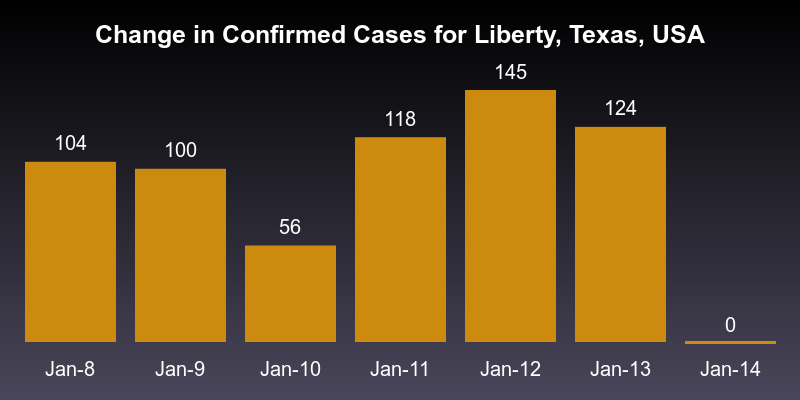 Change in Confirmed Cases for Liberty, Texas, USA
104 100 56 118 145 124 0
Jan-8 Jan-9 Jan-10 Jan-11 Jan-12 Jan-13 Jan-14